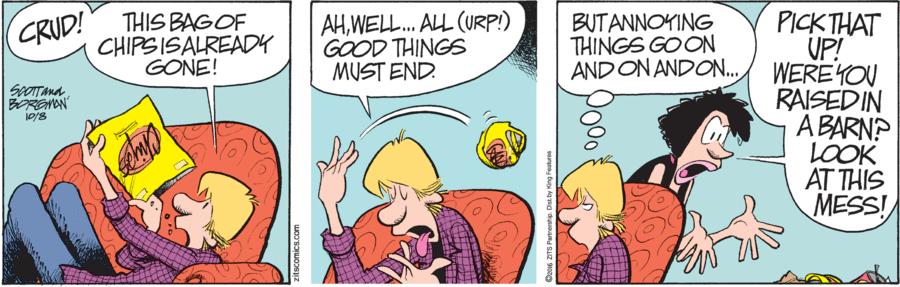 CRUD!
THIS BAG OF
CHIPS IS ALREADY
GONE!
SCOTT and
BORGMAN
10/8
zitscomics.com
AH, WELL... ALL (URP!)
GOOD THINGS
MUST END.
©2016 ZITS Partnership. Dist. by King Features
BUT ANNOYING
THINGS GO ON
AND ON AND ON...
PICK THAT
UP!
WERE YOU
RAISED IN
A BARN?
LOOK
AT THIS
MESS!